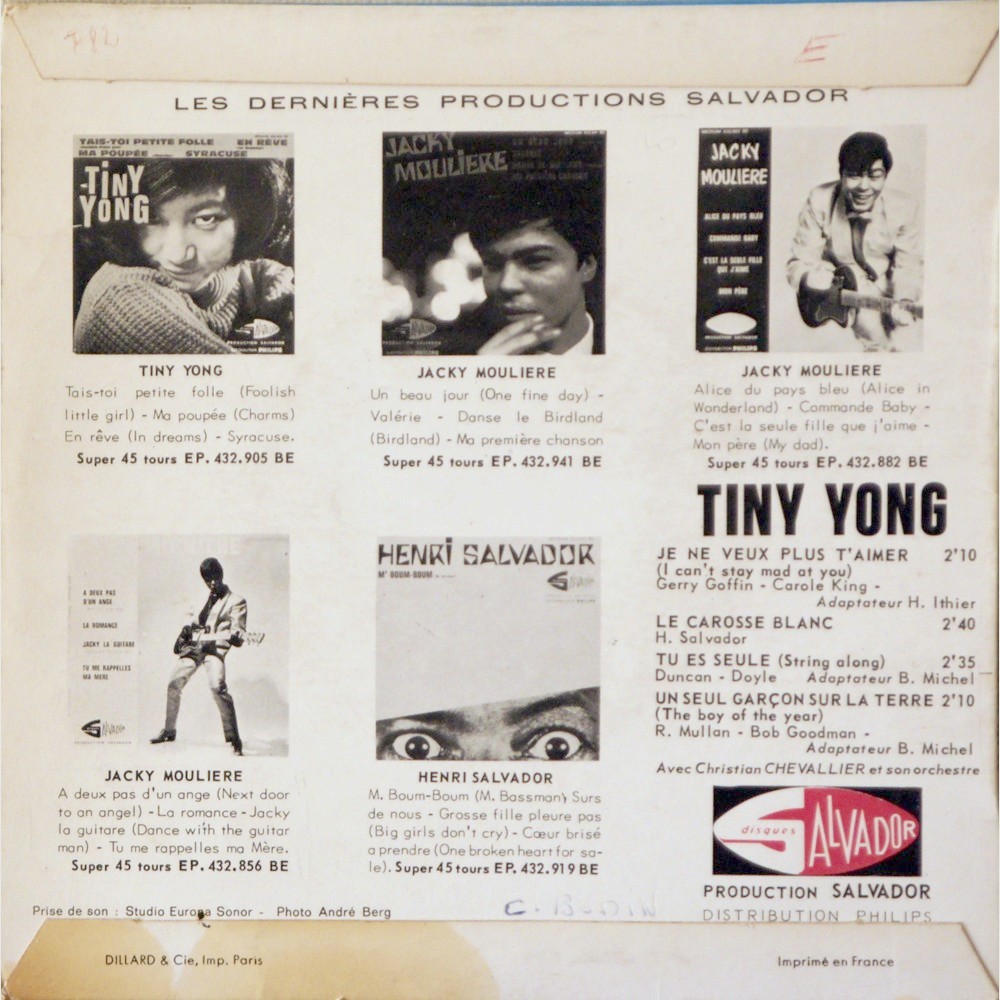 782
E
LES DERNIÈRES PRODUCTIONS SALVADOR
TAIS-TOI PETITE FOLLE EN RÊVE
MA POUPÉE SYRACUSE
TINY
YONG
SALVADOR
PRODUCTION SALVADOR
TINY YONG
Tais-toi petite folle (Foolish
little girl) - Ma poupée (Charms)
En rêve (In dreams) - Syracuse.
Super 45 tours EP. 432.905 BE
JACKY
MOULIERE
PRODUCTION SALVADOR
PHILIPS
JACKY MOULIERE
Un beau jour (One fine day) -
Valérie - Danse le Birdland
(Birdland) - Ma première chanson
Super 45 tours EP. 432.941 BE
JACKY
MOULIERE
ALICE DU PAYS BLEU
COMMANDE BABY
C'EST LA SEULE FILLE
QUE J'AIME
MON PÈRE
PRODUCTION SALVADOR
JACKY MOULIERE
Alice du pays bleu (Alice in
Wonderland) - Commande Baby -
C'est la seule fille que j'aime -
Mon père (My dad).
Super 45 tours EP. 432.882 BE
A DEUX PAS
D'UN ANGE
LA ROMANCE
JACKY LA GUITARE
TU ME RAPPELLES
MA MERE
SALVADOR
PRODUCTION SALVADOR
JACKY MOULIERE
A deux pas d'un ange (Next door
to an angel) - La romance - Jacky
la guitare (Dance with the guitar
man) - Tu me rappelles ma Mère.
Super 45 tours EP. 432.856 BE
HENRI SALVADOR
M' BOUM-BOUM
HENRI SALVADOR
M. Boum-Boum (M. Bassman) Surs
de nous - Grosse fille pleure pas
(Big girls don't cry) - Cœur brisé
a prendre (One broken heart for sa-
le). Super 45 tours EP. 432.919 BE
TINY YONG
JE NE VEUX PLUS T'AIMER 2'10
(I can't stay mad at you)
Gerry Goffin - Carole King -
Adaptateur H. Ithier
LE CAROSSE BLANC 2'40
H. Salvador
TU ES SEULE (String along) 2'35
Duncan - Doyle Adaptateur B. Michel
UN SEUL GARÇON SUR LA TERRE 2'10
(The boy of the year)
R. Mullan - Bob Goodman -
Adaptateur B. Michel
Avec Christian CHEVALLIER et son orchestre
disques SALVADOR
PRODUCTION SALVADOR
DISTRIBUTION PHILIPS
Prise de son : Studio Europa Sonor - Photo André Berg
DILLARD & Cie, Imp. Paris
Imprimé en France